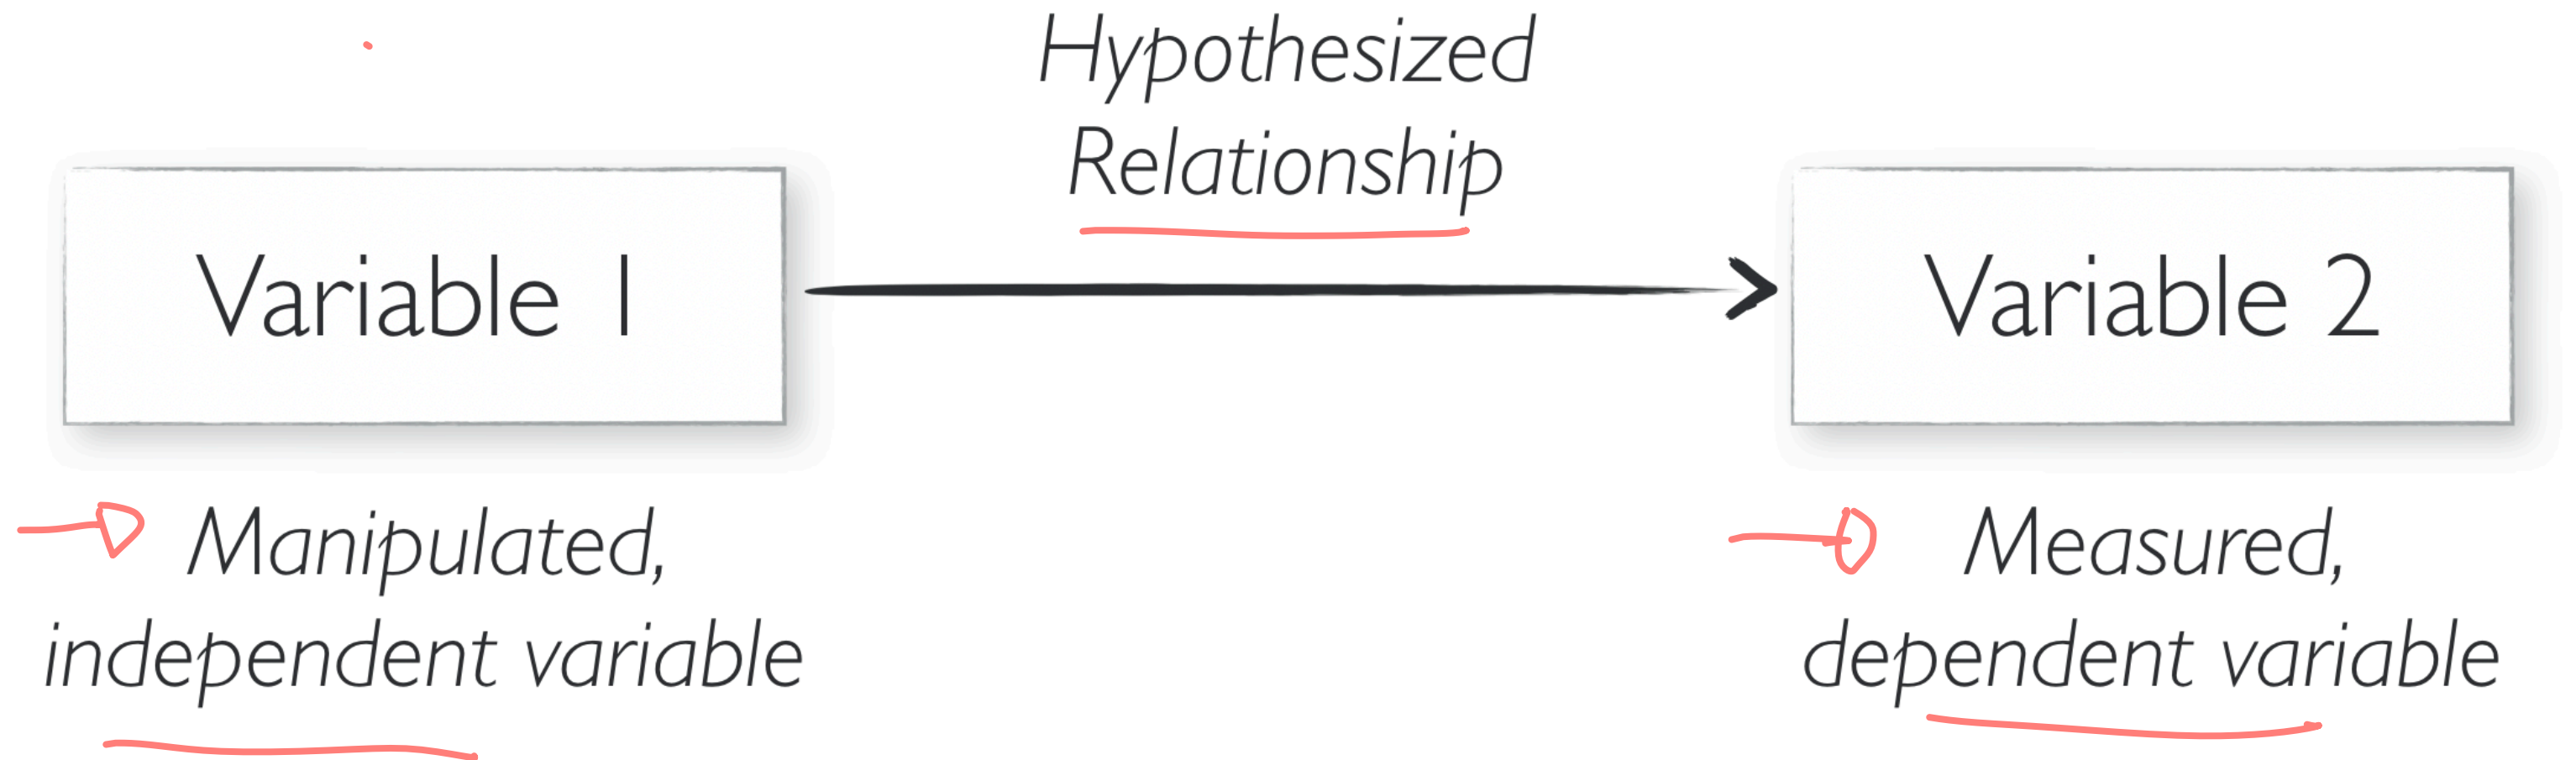 Hypothesized
Relationship
Variable 1
Variable 2
Manipulated,
independent variable
Measured,
dependent variable